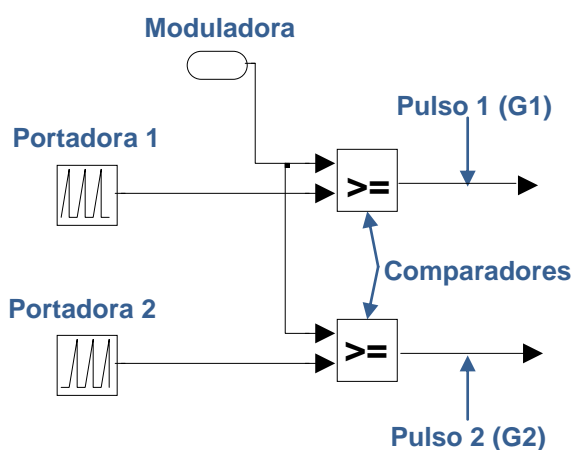 Moduladora
Pulso 1 (G1)
Portadora 1
>=
Comparadores
Portadora 2
>=
Pulso 2 (G2)